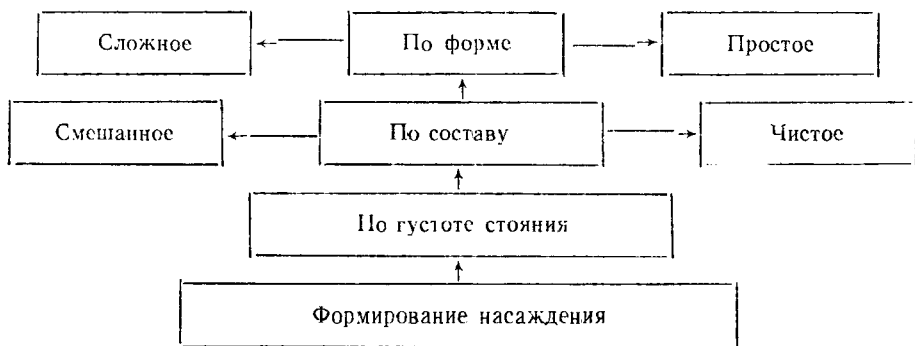 Сложное
По форме
Простое
Смешанное
По составу
Чистое
По густоте стояния
Формирование насаждения